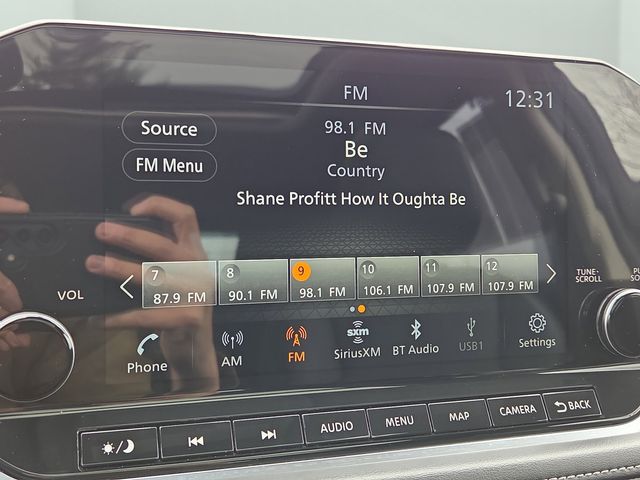 FM
12:31
Source
98.1 FM
FM Menu
Be
Country
Shane Profitt How It Oughta Be
7 8 9 10 11 12
87.9 FM 90.1 FM 98.1 FM 106.1 FM 107.9 FM 107.9 FM
VOL
TUNE·
SCROLL
Phone AM FM sxm SiriusXM BT Audio USB1 Settings
AUDIO MENU MAP CAMERA BACK